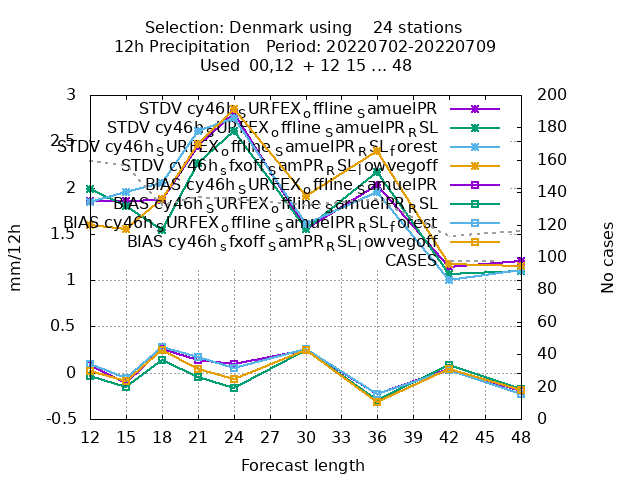 Selection: Denmark using    24 stations
12h Precipitation   Period: 20220702-20220709
Used  00,12  + 12 15 ... 48
3
2.5
2
1.5
1
0.5
0
-0.5
mm/12h
200
180
160
140
120
100
80
60
40
20
0
No cases
STDV cy46h_SURFEX_offline_SamuelPR
STDV cy46h_SURFEX_offline_SamuelPR_RSL
STDV cy46h_SURFEX_offline_SamuelPR_RSL_forest
STDV cy46h_sfxoff_SamPR_RSL_lowvegoff
BIAS cy46h_SURFEX_offline_SamuelPR
BIAS cy46h_SURFEX_offline_SamuelPR_RSL
BIAS cy46h_SURFEX_offline_SamuelPR_RSL_forest
BIAS cy46h_sfxoff_SamPR_RSL_lowvegoff
CASES
12 15 18 21 24 27 30 33 36 39 42 45 48
Forecast length